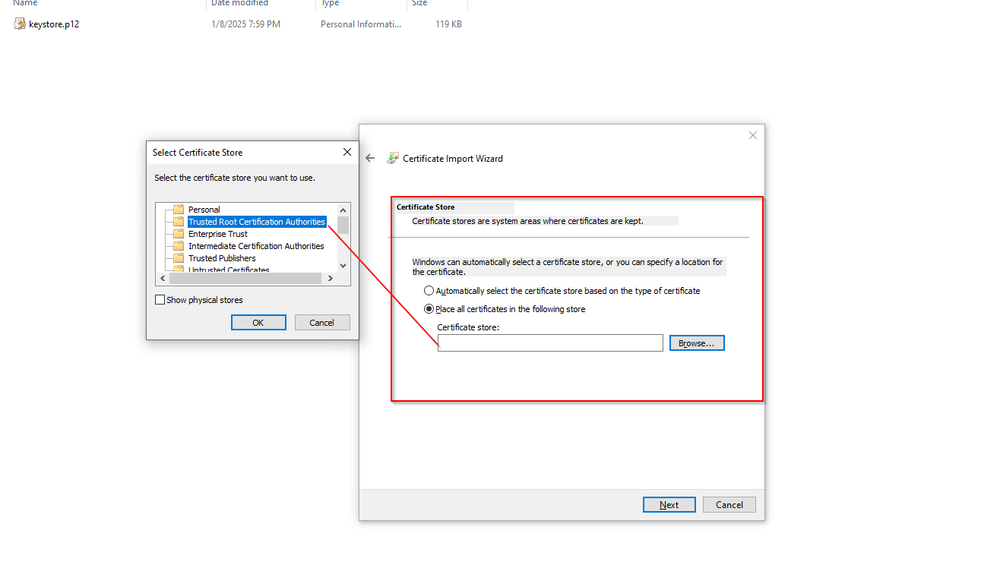 Name Date modified Type Size
keystore.p12 1/8/2025 7:59 PM Personal Informati... 119 KB
Select Certificate Store
Select the certificate store you want to use.
Personal
Trusted Root Certification Authorities
Enterprise Trust
Intermediate Certification Authorities
Trusted Publishers
Untrusted Certificates
Show physical stores
OK Cancel
Certificate Import Wizard
Certificate Store
Certificate stores are system areas where certificates are kept.
Windows can automatically select a certificate store, or you can specify a location for
the certificate.
Automatically select the certificate store based on the type of certificate
Place all certificates in the following store
Certificate store:
Browse...
Next Cancel